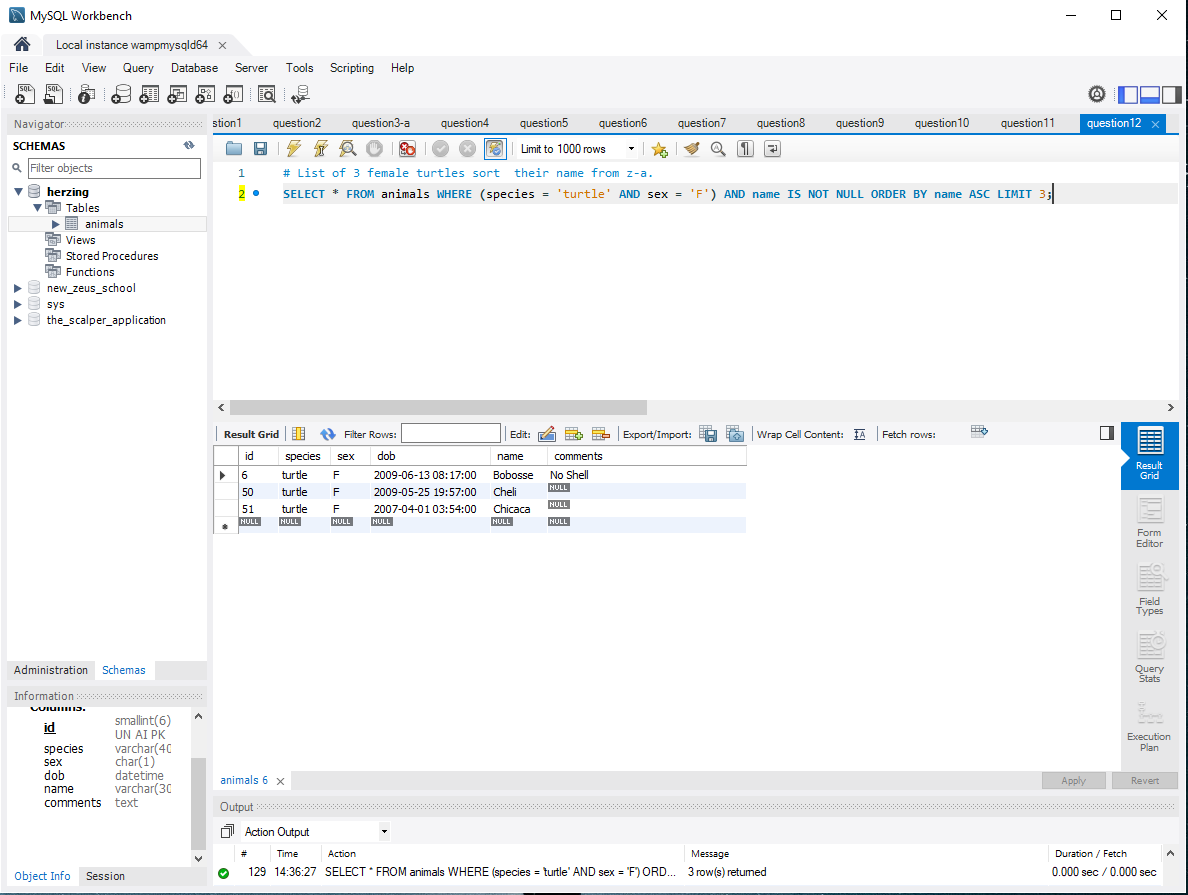 MySQL Workbench
Local instance wampmysqld64
File Edit View Query Database Server Tools Scripting Help
Navigator
SCHEMAS
Filter objects
herzing
Tables
animals
Views
Stored Procedures
Functions
new_zeus_school
sys
the_scalper_application
Administration Schemas
Information
Columns:
id smallint(6)
UN AI PK
species varchar(40
sex char(1)
dob datetime
name varchar(30
comments text
Object Info Session
stion1 question2 question3-a question4 question5 question6 question7 question8 question9 question10 question11 question12
Limit to 1000 rows
1 # List of 3 female turtles sort  their name from z-a.
2 SELECT * FROM animals WHERE (species = 'turtle' AND sex = 'F') AND name IS NOT NULL ORDER BY name ASC LIMIT 3;
Result Grid Filter Rows: Edit: Export/Import: Wrap Cell Content: Fetch rows:
id species sex dob name comments
6 turtle F 2009-06-13 08:17:00 Bobosse No Shell
50 turtle F 2009-05-25 19:57:00 Cheli NULL
51 turtle F 2007-04-01 03:54:00 Chicaca NULL
NULL NULL NULL NULL NULL NULL
Result
Grid
Form
Editor
Field
Types
Query
Stats
Execution
Plan
animals 6
Apply Revert
Output
Action Output
# Time Action Message Duration / Fetch
129 14:36:27 SELECT * FROM animals WHERE (species = 'turtle' AND sex = 'F') ORD... 3 row(s) returned 0.000 sec / 0.000 sec